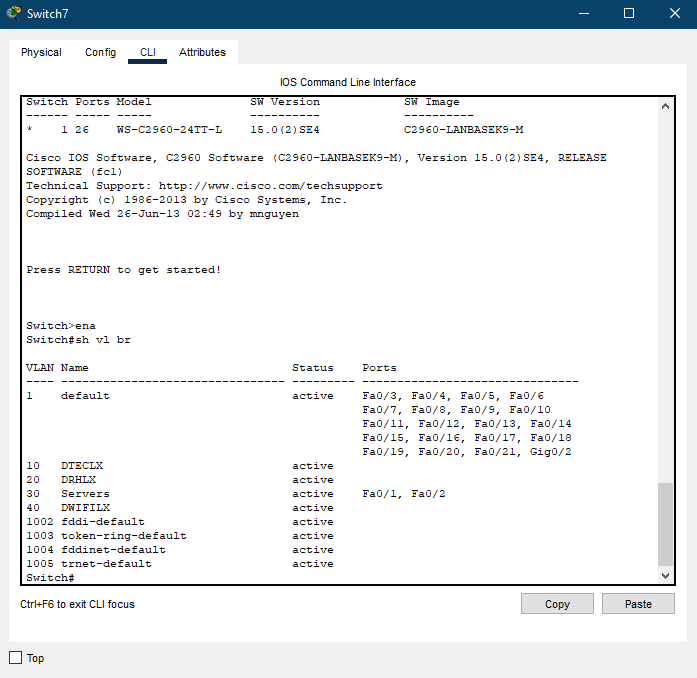 Switch7
Physical Config CLI Attributes
IOS Command Line Interface
Switch Ports Model SW Version SW Image
------ ----- ----- ---------- ----------
* 1 26 WS-C2960-24TT-L 15.0(2)SE4 C2960-LANBASEK9-M
Cisco IOS Software, C2960 Software (C2960-LANBASEK9-M), Version 15.0(2)SE4, RELEASE
SOFTWARE (fc1)
Technical Support: http://www.cisco.com/techsupport
Copyright (c) 1986-2013 by Cisco Systems, Inc.
Compiled Wed 26-Jun-13 02:49 by mnguyen
Press RETURN to get started!
Switch>ena
Switch#sh vl br
VLAN Name Status Ports
---- -------------------------------- --------- -------------------------------
1 default active Fa0/3, Fa0/4, Fa0/5, Fa0/6
Fa0/7, Fa0/8, Fa0/9, Fa0/10
Fa0/11, Fa0/12, Fa0/13, Fa0/14
Fa0/15, Fa0/16, Fa0/17, Fa0/18
Fa0/19, Fa0/20, Fa0/21, Gig0/2
10 DTECLX active
20 DRHLX active
30 Servers active Fa0/1, Fa0/2
40 DWIFILX active
1002 fddi-default active
1003 token-ring-default active
1004 fddinet-default active
1005 trnet-default active
Switch#
Ctrl+F6 to exit CLI focus
Copy Paste
Top